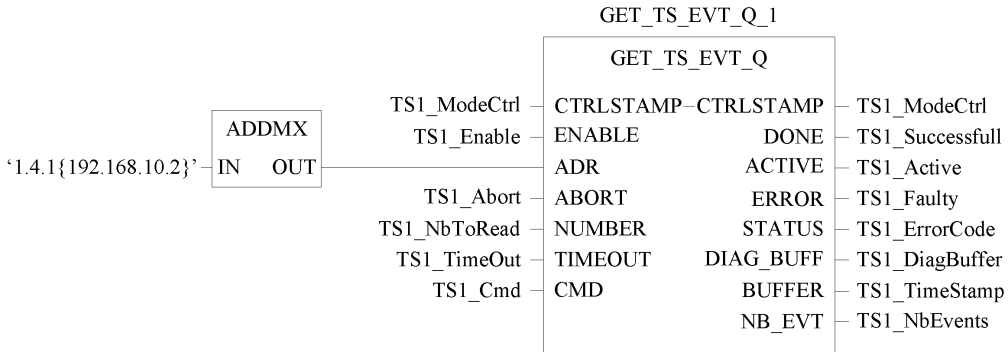 GET_TS_EVT_Q_1
GET_TS_EVT_Q
TS1_ModeCtrl CTRLSTAMP CTRLSTAMP TS1_ModeCtrl
ADDMX
TS1_Enable ENABLE DONE TS1_Successfull
‘1.4.1{192.168.10.2}’ IN OUT ADR ACTIVE TS1_Active
TS1_Abort ABORT ERROR TS1_Faulty
TS1_NbToRead NUMBER STATUS TS1_ErrorCode
TS1_TimeOut TIMEOUT DIAG_BUFF TS1_DiagBuffer
TS1_Cmd CMD BUFFER TS1_TimeStamp
NB_EVT TS1_NbEvents